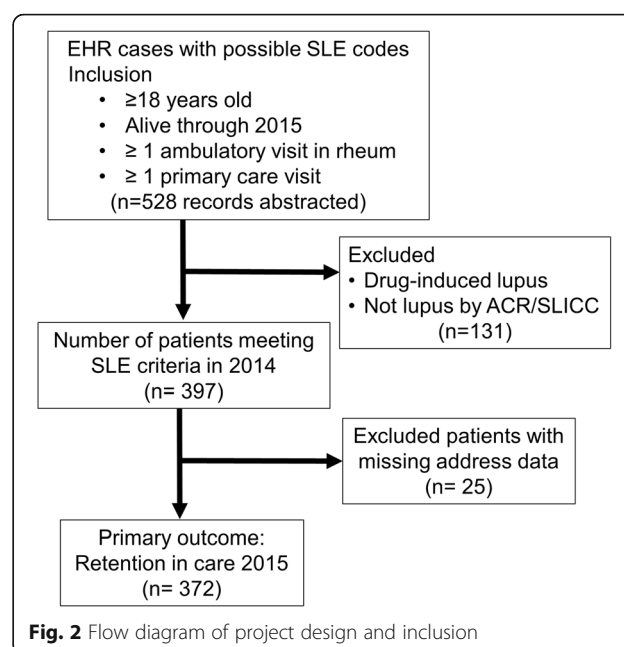 EHR cases with possible SLE codes
Inclusion
• ≥18 years old
• Alive through 2015
• ≥ 1 ambulatory visit in rheum
• ≥ 1 primary care visit
(n=528 records abstracted)
Excluded
• Drug-induced lupus
• Not lupus by ACR/SLICC
(n=131)
Number of patients meeting
SLE criteria in 2014
(n= 397)
Excluded patients with
missing address data
(n= 25)
Primary outcome:
Retention in care 2015
(n= 372)
Fig. 2 Flow diagram of project design and inclusion